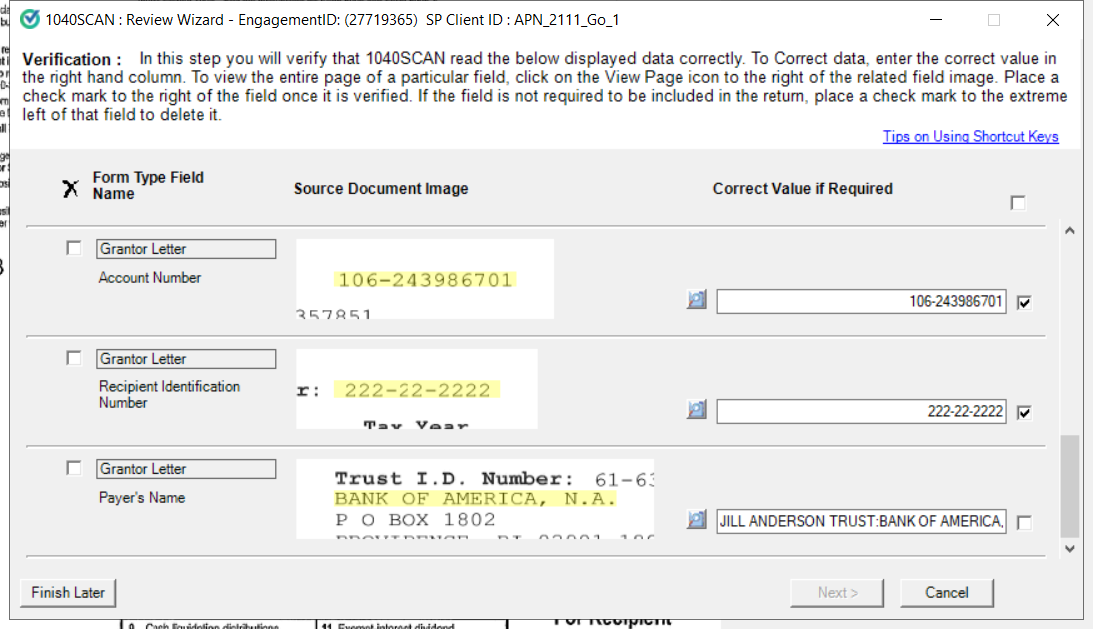 1040SCAN : Review Wizard - EngagementID: (27719365)  SP Client ID : APN_2111_Go_1
Verification :   In this step you will verify that 1040SCAN read the below displayed data correctly. To Correct data, enter the correct value in
the right hand column. To view the entire page of a particular field, click on the View Page icon to the right of the related field image. Place a
check mark to the right of the field once it is verified. If the field is not required to be included in the return, place a check mark to the extreme
left of that field to delete it.
Tips on Using Shortcut Keys
Form Type Field
Name
Source Document Image
Correct Value if Required
Grantor Letter
Account Number
106-243986701
357851
106-243986701
Grantor Letter
Recipient Identification
Number
r: 222-22-2222
Tax Year
222-22-2222
Grantor Letter
Payer's Name
Trust I.D. Number: 61-63
BANK OF AMERICA, N.A.
P O BOX 1802
JILL ANDERSON TRUST:BANK OF AMERICA,
Finish Later
Next >
Cancel
9 Cash liquidation distributions
11 Exempt interest dividend
For Recipient